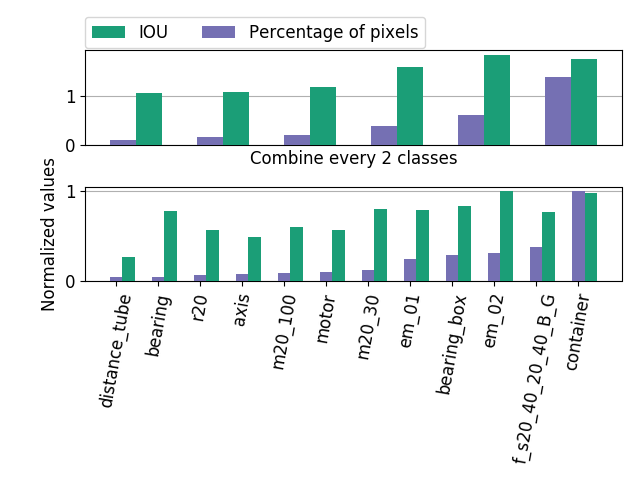 IOU
Percentage of pixels
1
0
Combine every 2 classes
Normalized values
1
0
distance_tube
bearing
r20
axis
m20_100
motor
m20_30
em_01
bearing_box
em_02
f_s20_40_20_40_B_G
container